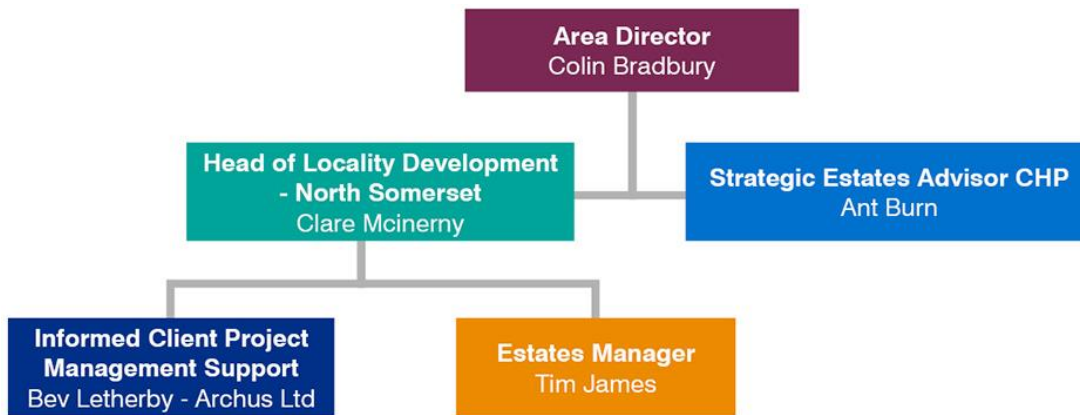 Area Director
Colin Bradbury
Head of Locality Development
- North Somerset
Clare Mcinerny
Strategic Estates Advisor CHP
Ant Burn
Informed Client Project
Management Support
Bev Letherby - Archus Ltd
Estates Manager
Tim James